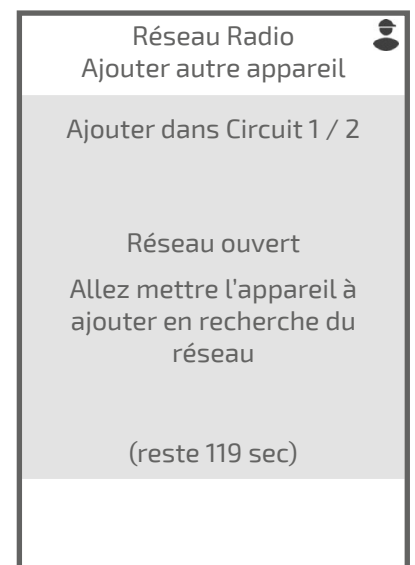 Réseau Radio
Ajouter autre appareil
Ajouter dans Circuit 1 / 2
Réseau ouvert
Allez mettre l’appareil à
ajouter en recherche du
réseau
(reste 119 sec)